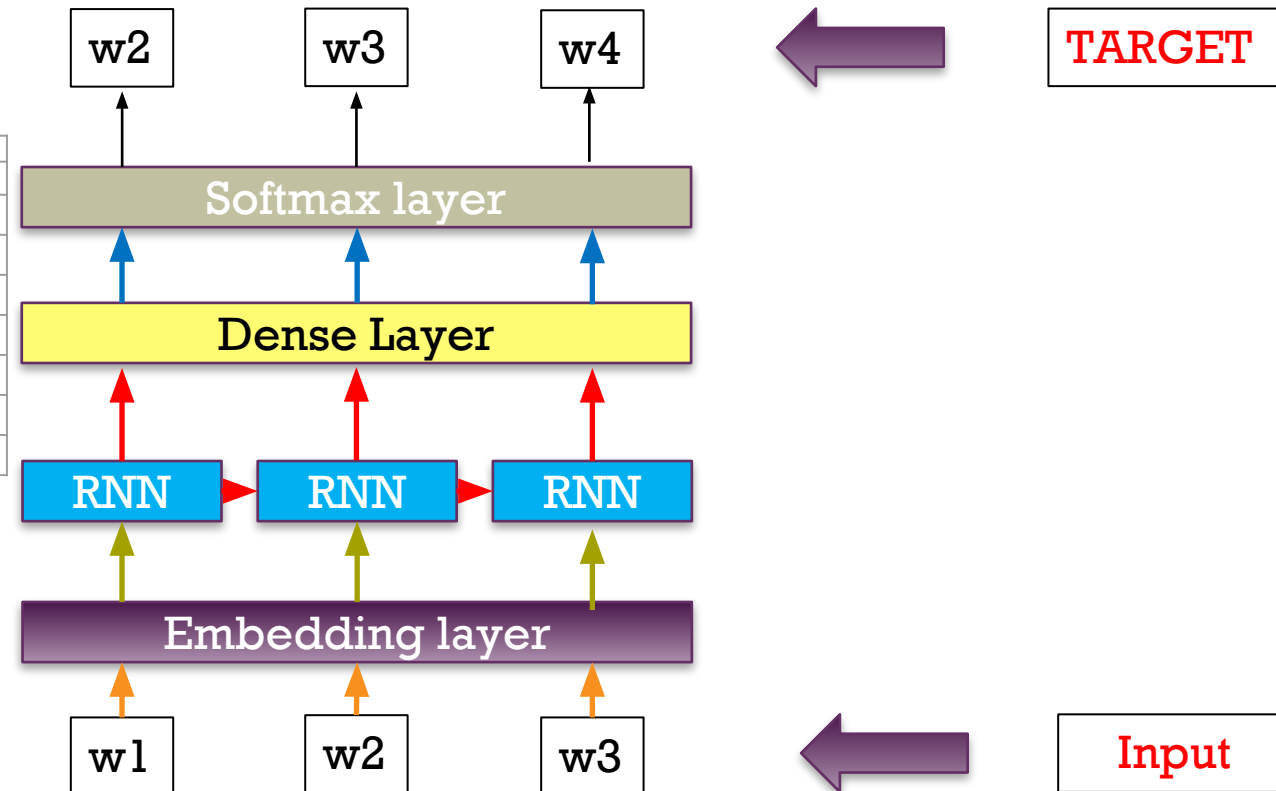 w2 w3 w4 TARGET
Softmax layer
Dense Layer
RNN RNN RNN
Embedding layer
w1 w2 w3 Input